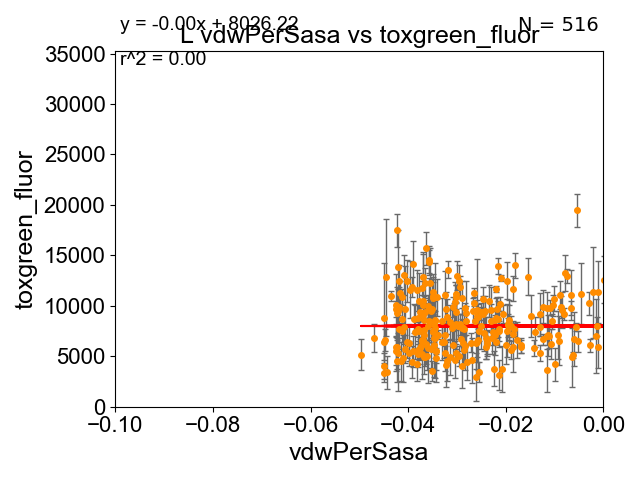 y = -0.00x + 8026.22
N = 516
L vdwPerSasa vs toxgreen_fluor
r^2 = 0.00
35000
30000
25000
20000
15000
10000
5000
0
toxgreen_fluor
−0.10 −0.08 −0.06 −0.04 −0.02 0.00
vdwPerSasa